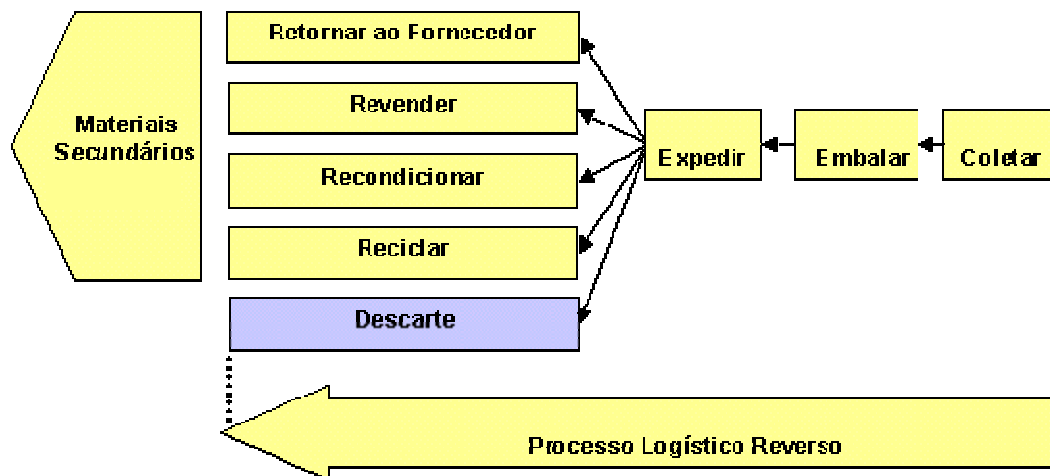 Retornar ao Fornecedor
Revender
Materiais
Secundários
Expedir
Embalar
Coletar
Recondicionar
Reciclar
Descarte
Processo Logístico Reverso